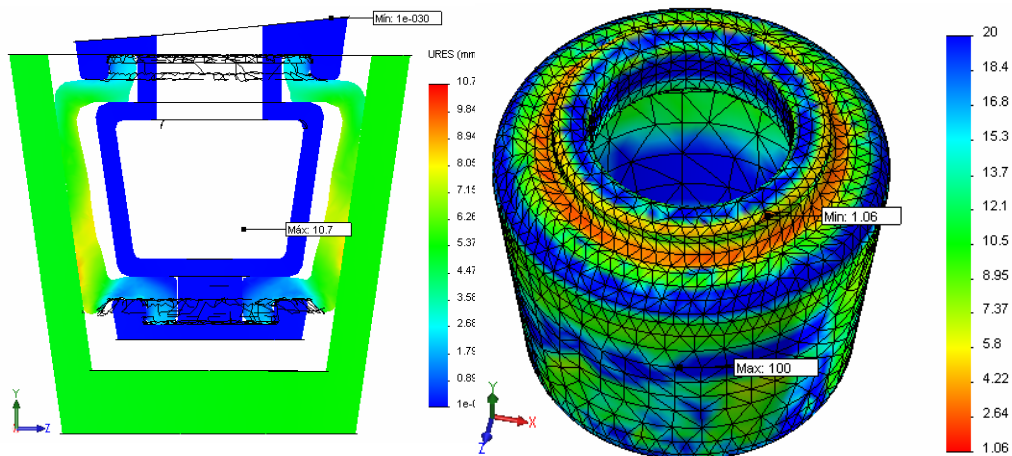 Mín: 1e-030
URES (mm
10.7
9.84
8.94
8.05
7.15
6.26
5.37
4.47
3.58
2.68
1.79
0.89
1e-0
Máx: 10.7
Y
Z
Min: 1.06
Max: 100
Y
X
Z
20
18.4
16.8
15.3
13.7
12.1
10.5
8.95
7.37
5.8
4.22
2.64
1.06